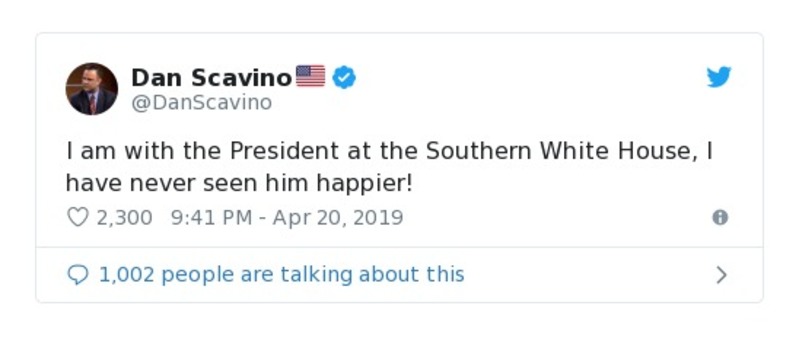 Dan Scavino🇺🇸
@DanScavino
I am with the President at the Southern White House, I
have never seen him happier!
2,300 9:41 PM - Apr 20, 2019
1,002 people are talking about this